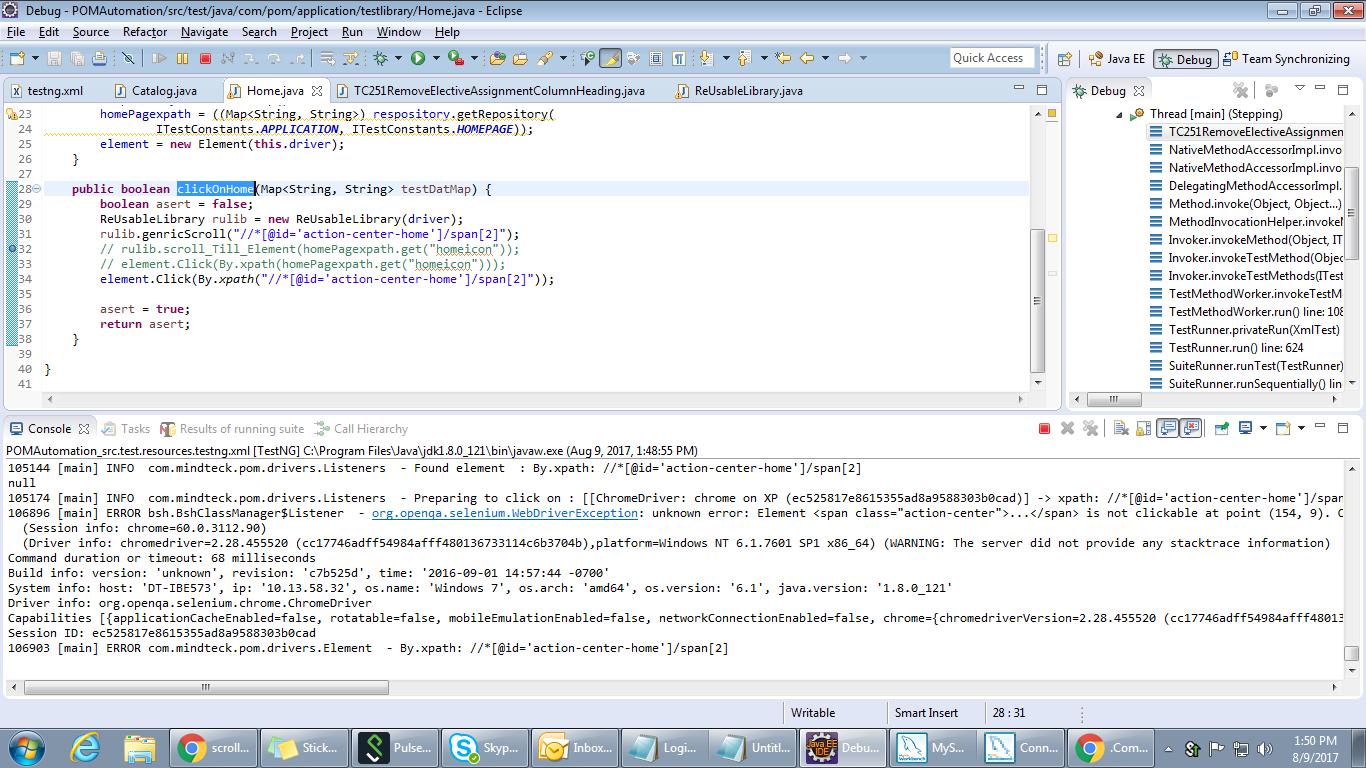 Debug - POMAutomation/src/test/java/com/pom/application/testlibrary/Home.java - Eclipse
File Edit Source Refactor Navigate Search Project Run Window Help
Quick Access Java EE Debug Team Synchronizing
testng.xml Catalog.java Home.java TC251RemoveElectiveAssignmentColumnHeading.java ReUsableLibrary.java
Debug
23 homePagexpath = ((Map<String, String>) respository.getRepository(
24 ITestConstants.APPLICATION, ITestConstants.HOMEPAGE));
25 element = new Element(this.driver);
26 }
27
28 public boolean clickOnHome(Map<String, String> testDatMap) {
29 boolean asert = false;
30 ReUsableLibrary rulib = new ReUsableLibrary(driver);
31 rulib.genricScroll("//*[@id='action-center-home']/span[2]");
32 // rulib.scroll_Till_Element(homePagexpath.get("homeicon"));
33 // element.Click(By.xpath(homePagexpath.get("homeicon")));
34 element.Click(By.xpath("//*[@id='action-center-home']/span[2]"));
35
36 asert = true;
37 return asert;
38 }
39
40 }
41
Thread [main] (Stepping)
TC251RemoveElectiveAssignmen
NativeMethodAccessorImpl.invo
NativeMethodAccessorImpl.invo
DelegatingMethodAccessorImpl.
Method.invoke(Object, Object...)
MethodInvocationHelper.invokeM
Invoker.invokeMethod(Object, IT
Invoker.invokeTestMethod(Objec
Invoker.invokeTestMethods(ITest
TestMethodWorker.invokeTestM
TestMethodWorker.run() line: 108
TestRunner.privateRun(XmlTest)
TestRunner.run() line: 624
SuiteRunner.runTest(TestRunner)
SuiteRunner.runSequentially() lin
Console Tasks Results of running suite Call Hierarchy
POMAutomation_src.test.resources.testng.xml [TestNG] C:\Program Files\Java\jdk1.8.0_121\bin\javaw.exe (Aug 9, 2017, 1:48:55 PM)
105144 [main] INFO com.mindteck.pom.drivers.Listeners - Found element : By.xpath: //*[@id='action-center-home']/span[2]
null
105174 [main] INFO com.mindteck.pom.drivers.Listeners - Preparing to click on : [[ChromeDriver: chrome on XP (ec525817e8615355ad8a9588303b0cad)] -> xpath: //*[@id='action-center-home']/span
106896 [main] ERROR bsh.BshClassManager$Listener - org.openqa.selenium.WebDriverException: unknown error: Element <span class="action-center">...</span> is not clickable at point (154, 9). O
(Session info: chrome=60.0.3112.90)
(Driver info: chromedriver=2.28.455520 (cc17746adff54984afff480136733114c6b3704b),platform=Windows NT 6.1.7601 SP1 x86_64) (WARNING: The server did not provide any stacktrace information)
Command duration or timeout: 68 milliseconds
Build info: version: 'unknown', revision: 'c7b525d', time: '2016-09-01 14:57:44 -0700'
System info: host: 'DT-IBE573', ip: '10.13.58.32', os.name: 'Windows 7', os.arch: 'amd64', os.version: '6.1', java.version: '1.8.0_121'
Driver info: org.openqa.selenium.chrome.ChromeDriver
Capabilities [{applicationCacheEnabled=false, rotatable=false, mobileEmulationEnabled=false, networkConnectionEnabled=false, chrome={chromedriverVersion=2.28.455520 (cc17746adff54984afff48013
Session ID: ec525817e8615355ad8a9588303b0cad
106903 [main] ERROR com.mindteck.pom.drivers.Element - By.xpath: //*[@id='action-center-home']/span[2]
Writable Smart Insert 28 : 31
scroll... Stick... Pulse... Skyp... Inbox... Logi... Untitl... Debu... MyS... Conn... .Com... 1:50 PM
8/9/2017